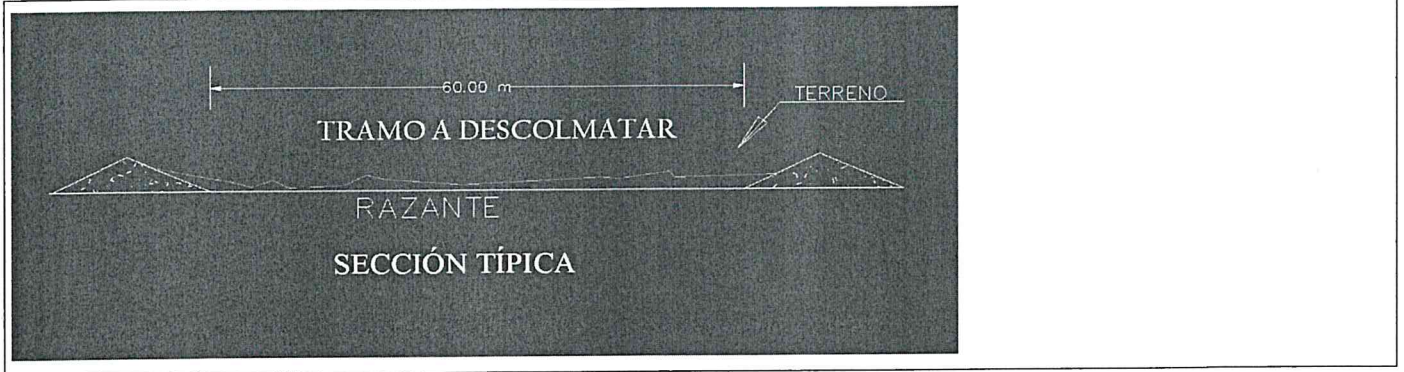 60.00 m
TERRENO
TRAMO A DESCOLMATAR
RAZANTE
SECCIÓN TÍPICA